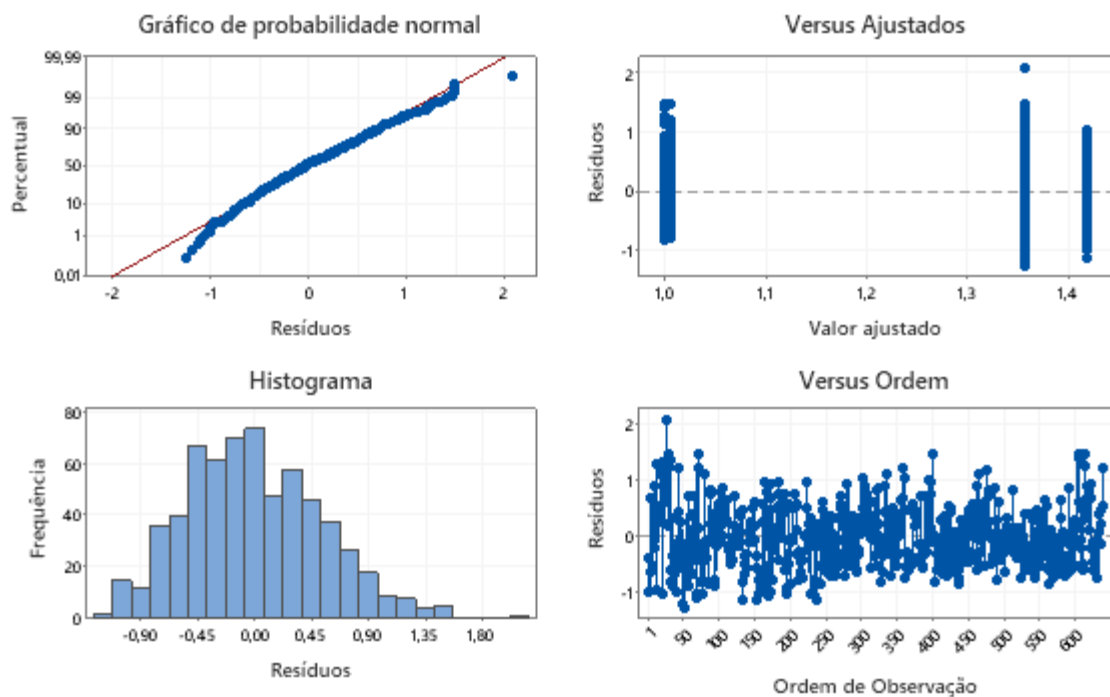 Gráfico de probabilidade normal
99,99
99
90
50
10
1
0,01
Percentual
-2 -1 0 1 2
Resíduos
Versus Ajustados
2
1
0
-1
Resíduos
1,0 1,1 1,2 1,3 1,4
Valor ajustado
Histograma
80
60
40
20
0
Frequência
-0,90 -0,45 0,00 0,45 0,90 1,35 1,80
Resíduos
Versus Ordem
2
1
0
-1
Resíduos
1 50 100 150 200 250 300 350 400 450 500 550 600
Ordem de Observação